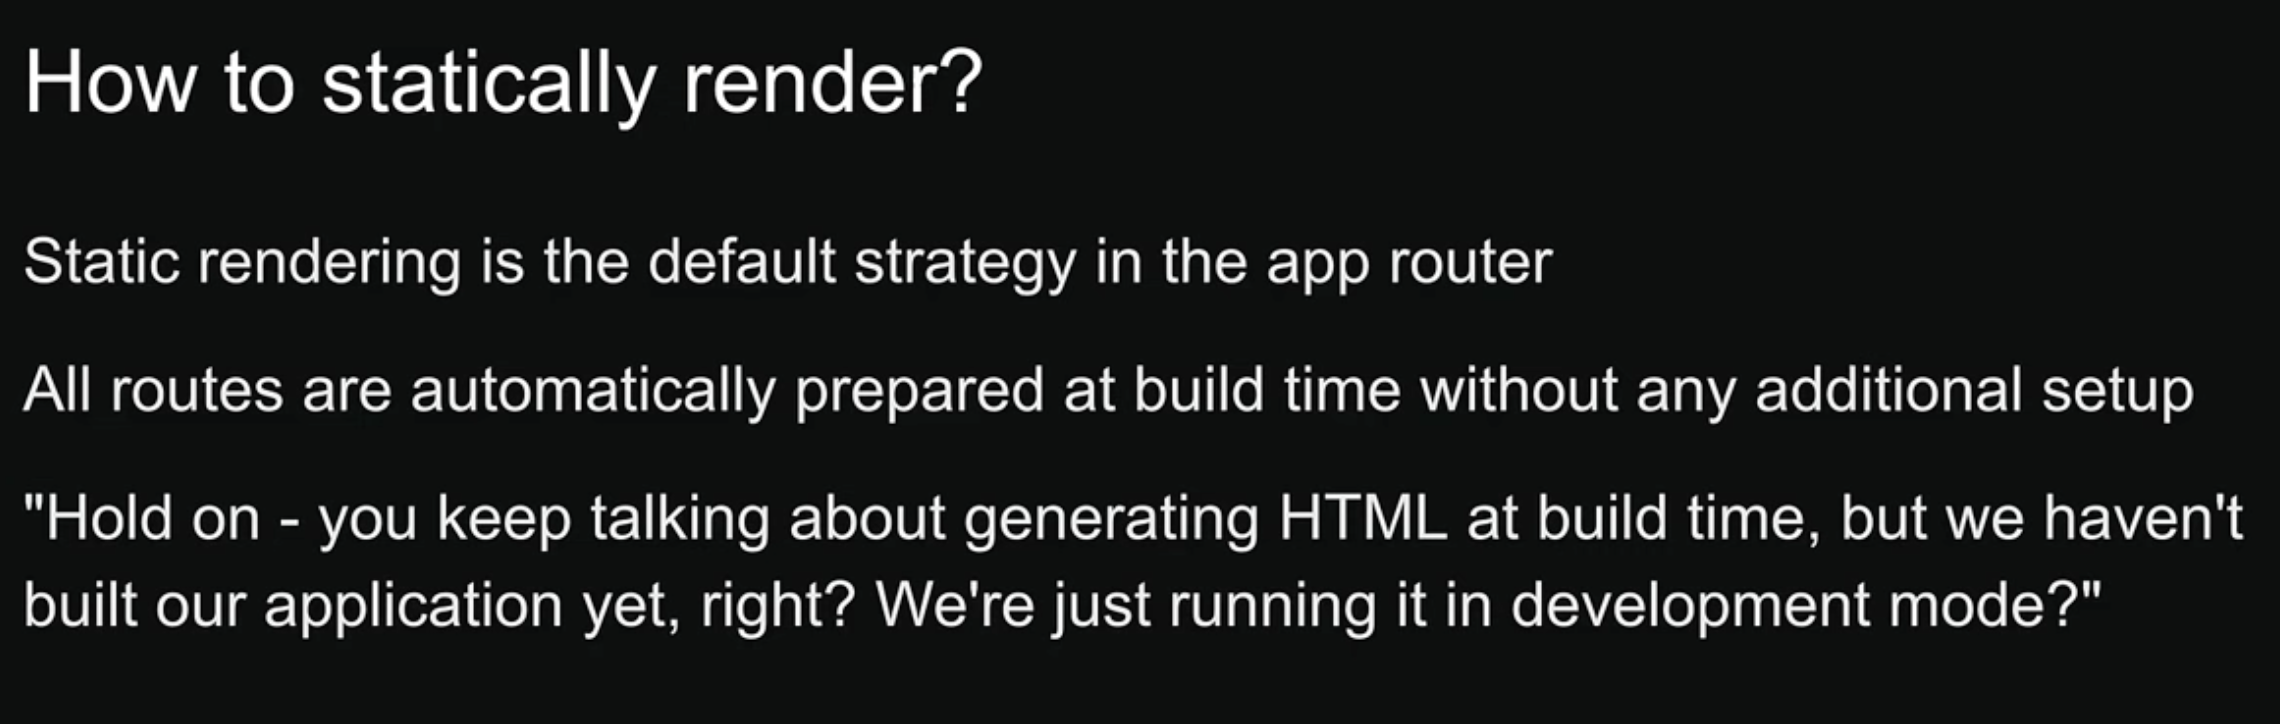 How to statically render?
Static rendering is the default strategy in the app router
All routes are automatically prepared at build time without any additional setup
"Hold on - you keep talking about generating HTML at build time, but we haven't
built our application yet, right? We're just running it in development mode?"